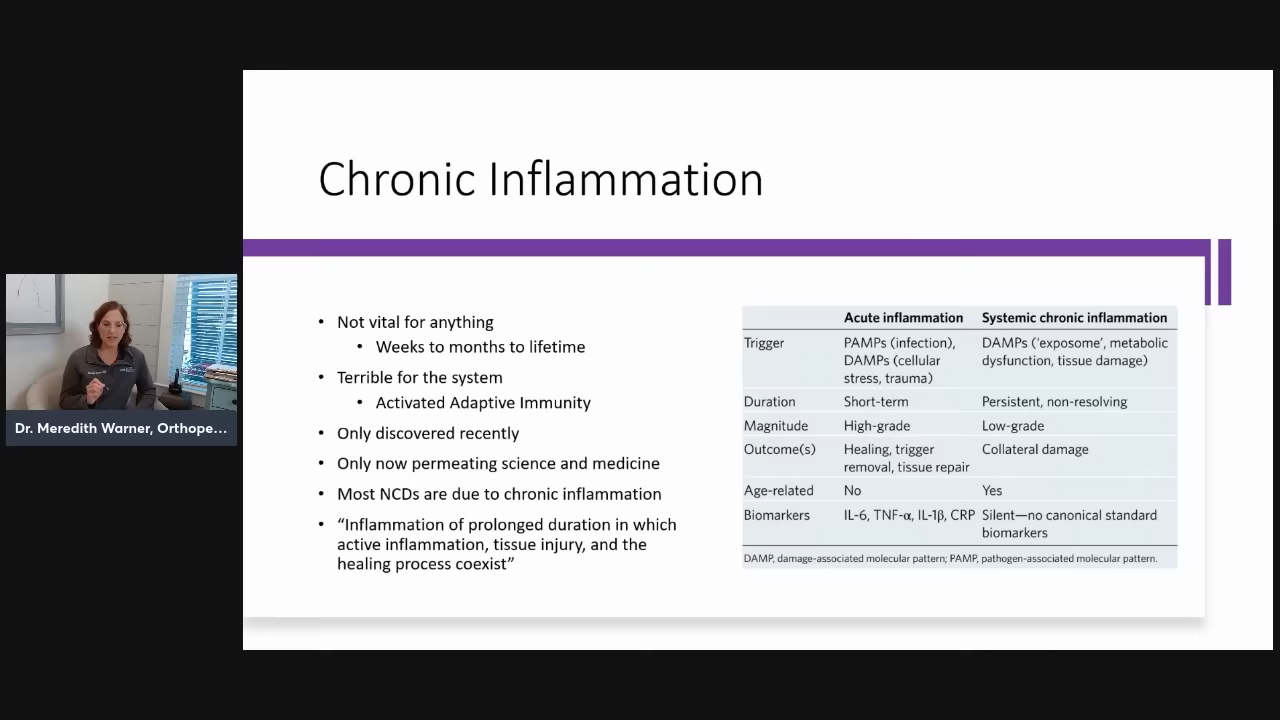 Chronic Inflammation
• Not vital for anything
• Weeks to months to lifetime
• Terrible for the system
• Activated Adaptive Immunity
• Only discovered recently
• Only now permeating science and medicine
• Most NCDs are due to chronic inflammation
• “Inflammation of prolonged duration in which
active inflammation, tissue injury, and the
healing process coexist”
Acute inflammation Systemic chronic inflammation
Trigger PAMPs (infection), DAMPs (‘exposome’, metabolic
DAMPs (cellular dysfunction, tissue damage)
stress, trauma)
Duration Short-term Persistent, non-resolving
Magnitude High-grade Low-grade
Outcome(s) Healing, trigger Collateral damage
removal, tissue repair
Age-related No Yes
Biomarkers IL-6, TNF-α, IL-1β, CRP Silent—no canonical standard
biomarkers
DAMP, damage-associated molecular pattern; PAMP, pathogen-associated molecular pattern.
Dr. Meredith Warner, Orthope...